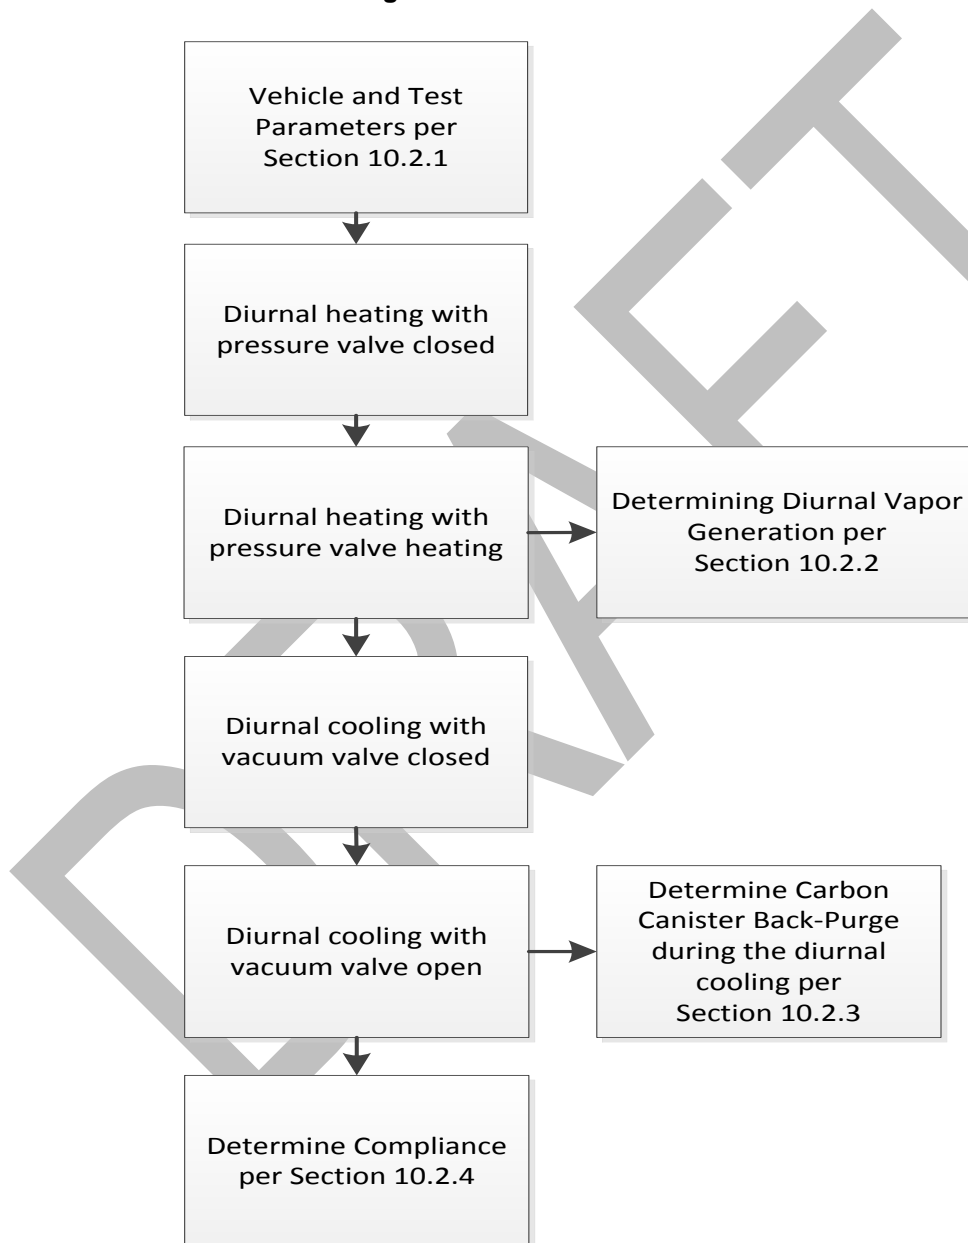 Vehicle and Test
Parameters per
Section 10.2.1
Diurnal heating with
pressure valve closed
Diurnal heating with
pressure valve heating
Determining Diurnal Vapor
Generation per
Section 10.2.2
Diurnal cooling with
vacuum valve closed
Diurnal cooling with
vacuum valve open
Determine Carbon
Canister Back-Purge
during the diurnal
cooling per
Section 10.2.3
Determine Compliance
per Section 10.2.4
DRAFT